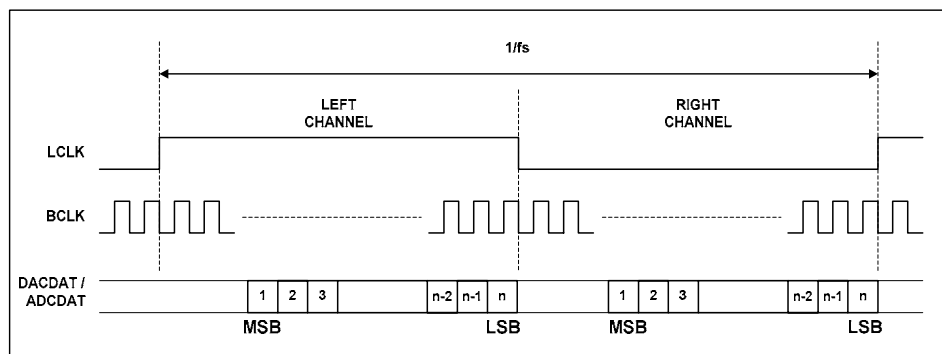 1/fs
LEFT
CHANNEL
RIGHT
CHANNEL
LCLK
BCLK
DACDAT /
ADCDAT
1 2 3 n-2 n-1 n 1 2 3 n-2 n-1 n
MSB LSB MSB LSB